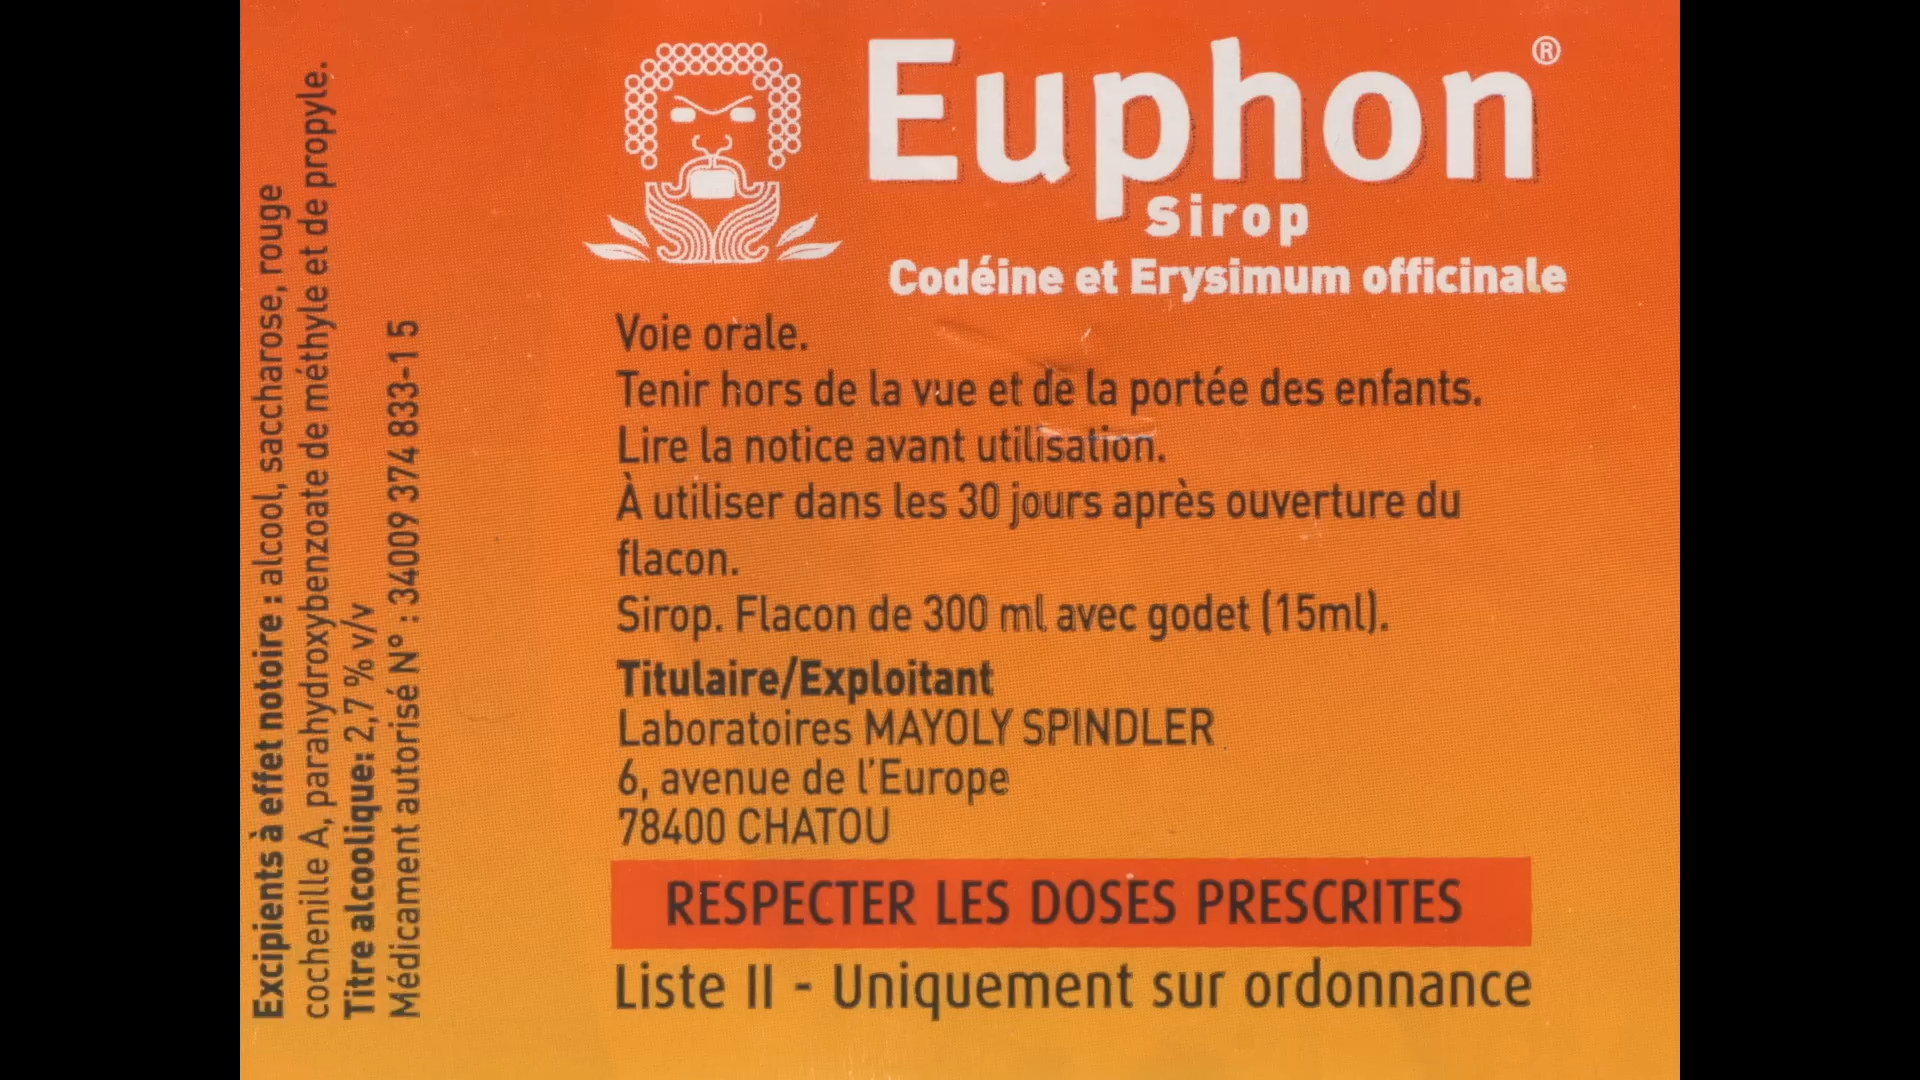 Euphon®
Sirop
Codéine et Erysimum officinale
Voie orale.
Tenir hors de la vue et de la portée des enfants.
Lire la notice avant utilisation.
À utiliser dans les 30 jours après ouverture du
flacon.
Sirop. Flacon de 300 ml avec godet (15ml).
Titulaire/Exploitant
Laboratoires MAYOLY SPINDLER
6, avenue de l'Europe
78400 CHATOU
RESPECTER LES DOSES PRESCRITES
Liste II - Uniquement sur ordonnance
Excipients à effet notoire : alcool, saccharose, rouge
cochenille A, parahydroxybenzoate de méthyle et de propyle.
Titre alcoolique: 2,7 % v/v
Médicament autorisé N° : 34009 374 833-1 5